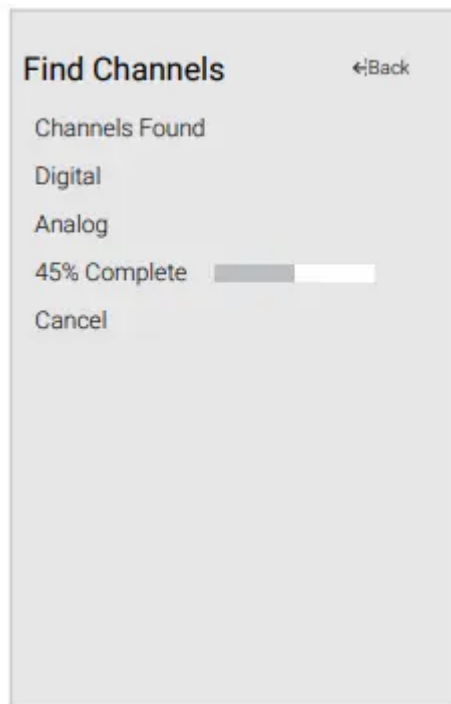 Find Channels
Back
Channels Found
Digital
Analog
45% Complete
Cancel